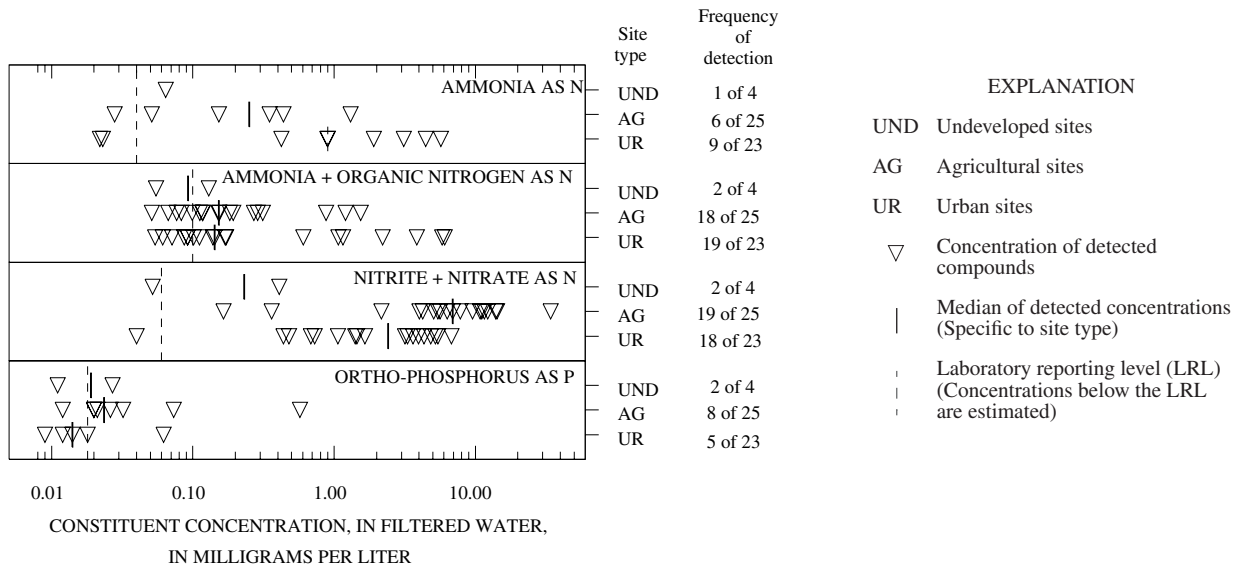 Site type
Frequency of detection
AMMONIA AS N
UND 1 of 4
AG 6 of 25
UR 9 of 23
AMMONIA + ORGANIC NITROGEN AS N
UND 2 of 4
AG 18 of 25
UR 19 of 23
NITRITE + NITRATE AS N
UND 2 of 4
AG 19 of 25
UR 18 of 23
ORTHO-PHOSPHORUS AS P
UND 2 of 4
AG 8 of 25
UR 5 of 23
0.01 0.10 1.00 10.00
CONSTITUENT CONCENTRATION, IN FILTERED WATER,
IN MILLIGRAMS PER LITER
EXPLANATION
UND Undeveloped sites
AG Agricultural sites
UR Urban sites
Concentration of detected
compounds
Median of detected concentrations
(Specific to site type)
Laboratory reporting level (LRL)
(Concentrations below the LRL
are estimated)